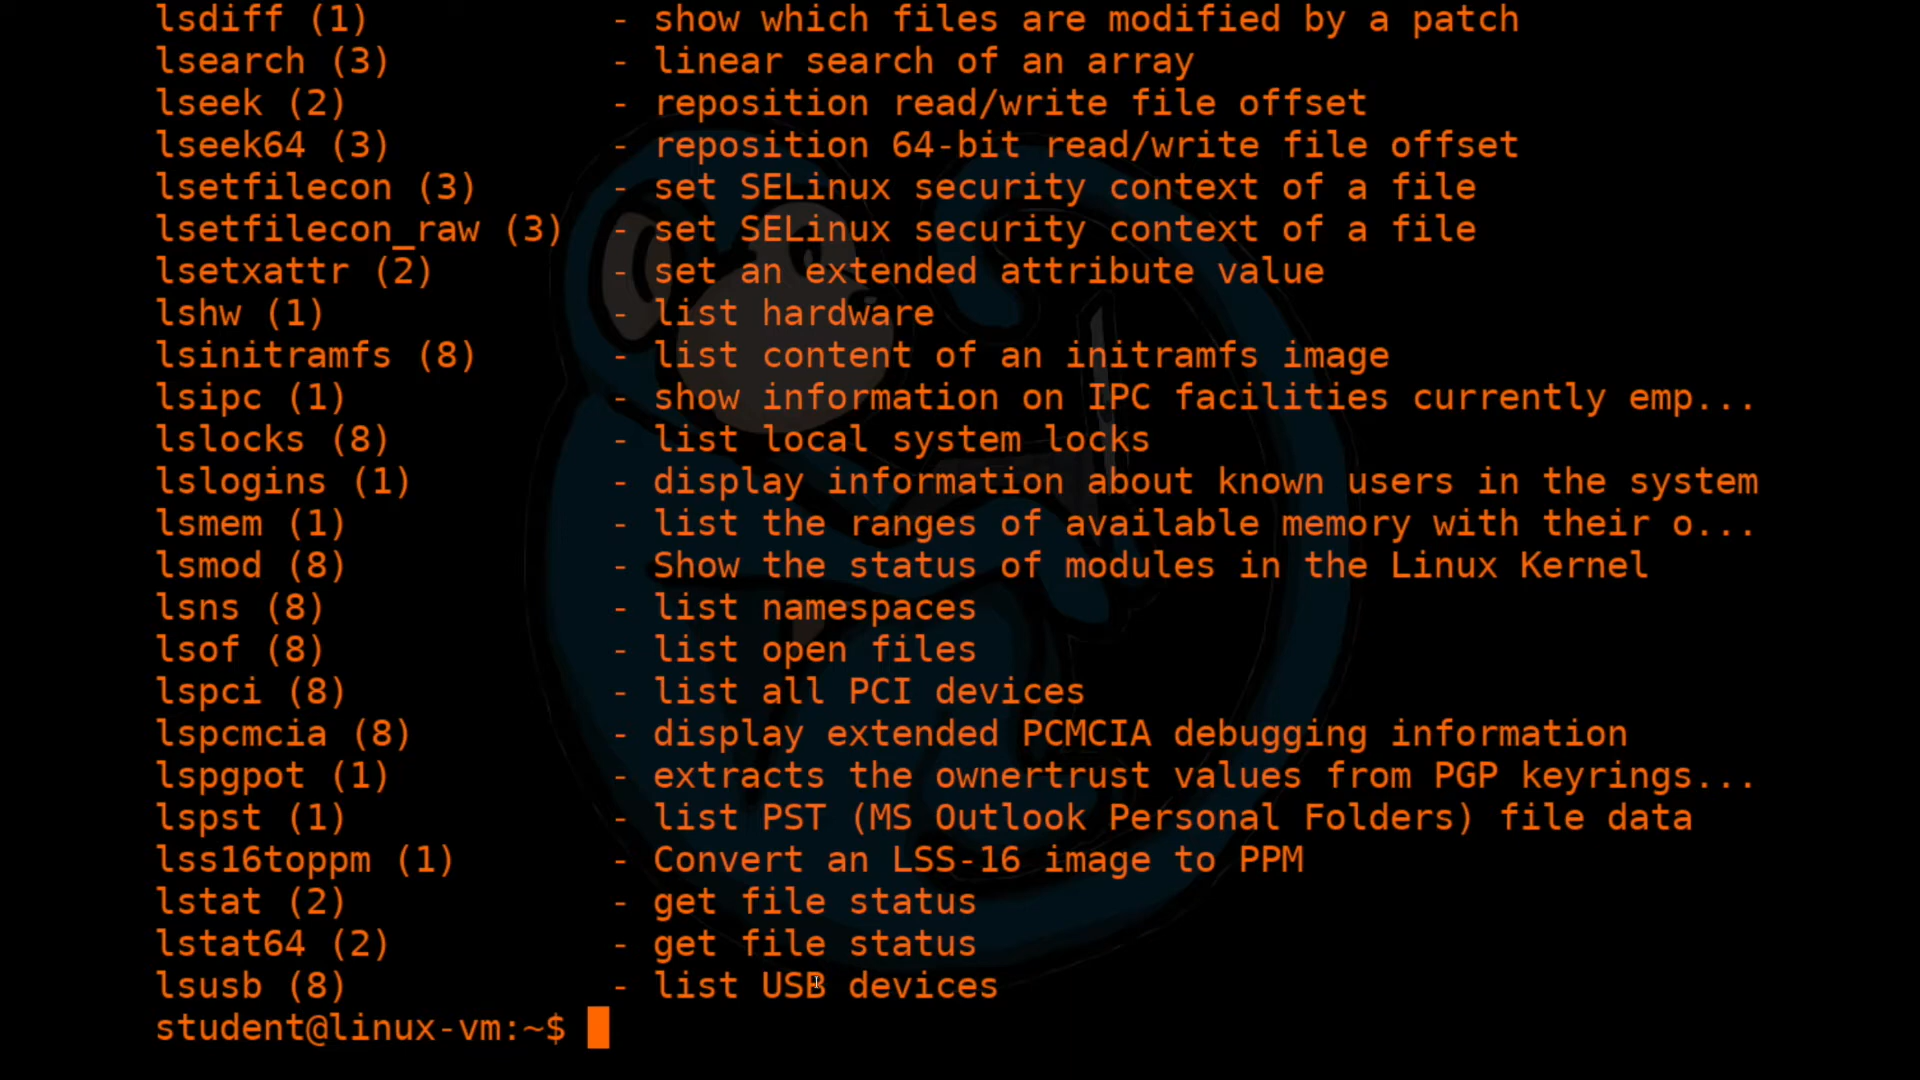 lsdiff (1) - show which files are modified by a patch
lsearch (3) - linear search of an array
lseek (2) - reposition read/write file offset
lseek64 (3) - reposition 64-bit read/write file offset
lsetfilecon (3) - set SELinux security context of a file
lsetfilecon_raw (3) - set SELinux security context of a file
lsetxattr (2) - set an extended attribute value
lshw (1) - list hardware
lsinitramfs (8) - list content of an initramfs image
lsipc (1) - show information on IPC facilities currently emp...
lslocks (8) - list local system locks
lslogins (1) - display information about known users in the system
lsmem (1) - list the ranges of available memory with their o...
lsmod (8) - Show the status of modules in the Linux Kernel
lsns (8) - list namespaces
lsof (8) - list open files
lspci (8) - list all PCI devices
lspcmcia (8) - display extended PCMCIA debugging information
lspgpot (1) - extracts the ownertrust values from PGP keyrings...
lspst (1) - list PST (MS Outlook Personal Folders) file data
lss16toppm (1) - Convert an LSS-16 image to PPM
lstat (2) - get file status
lstat64 (2) - get file status
lsusb (8) - list USB devices
student@linux-vm:~$